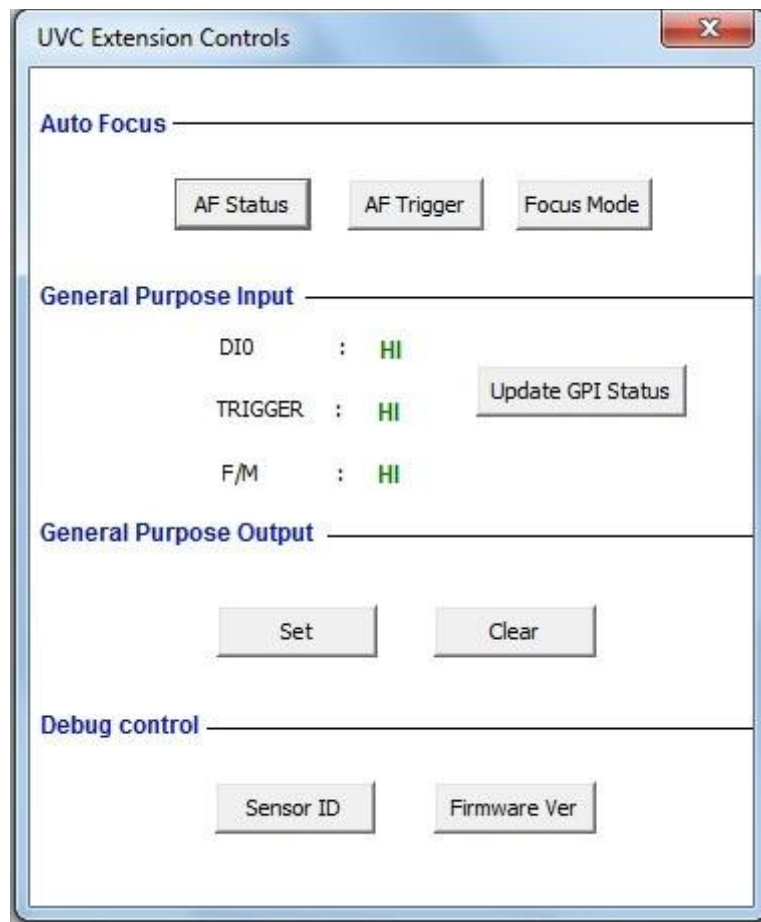 UVC Extension Controls
Auto Focus
AF Status AF Trigger Focus Mode
General Purpose Input
DI0 : HI
Update GPI Status
TRIGGER : HI
F/M : HI
General Purpose Output
Set Clear
Debug control
Sensor ID Firmware Ver